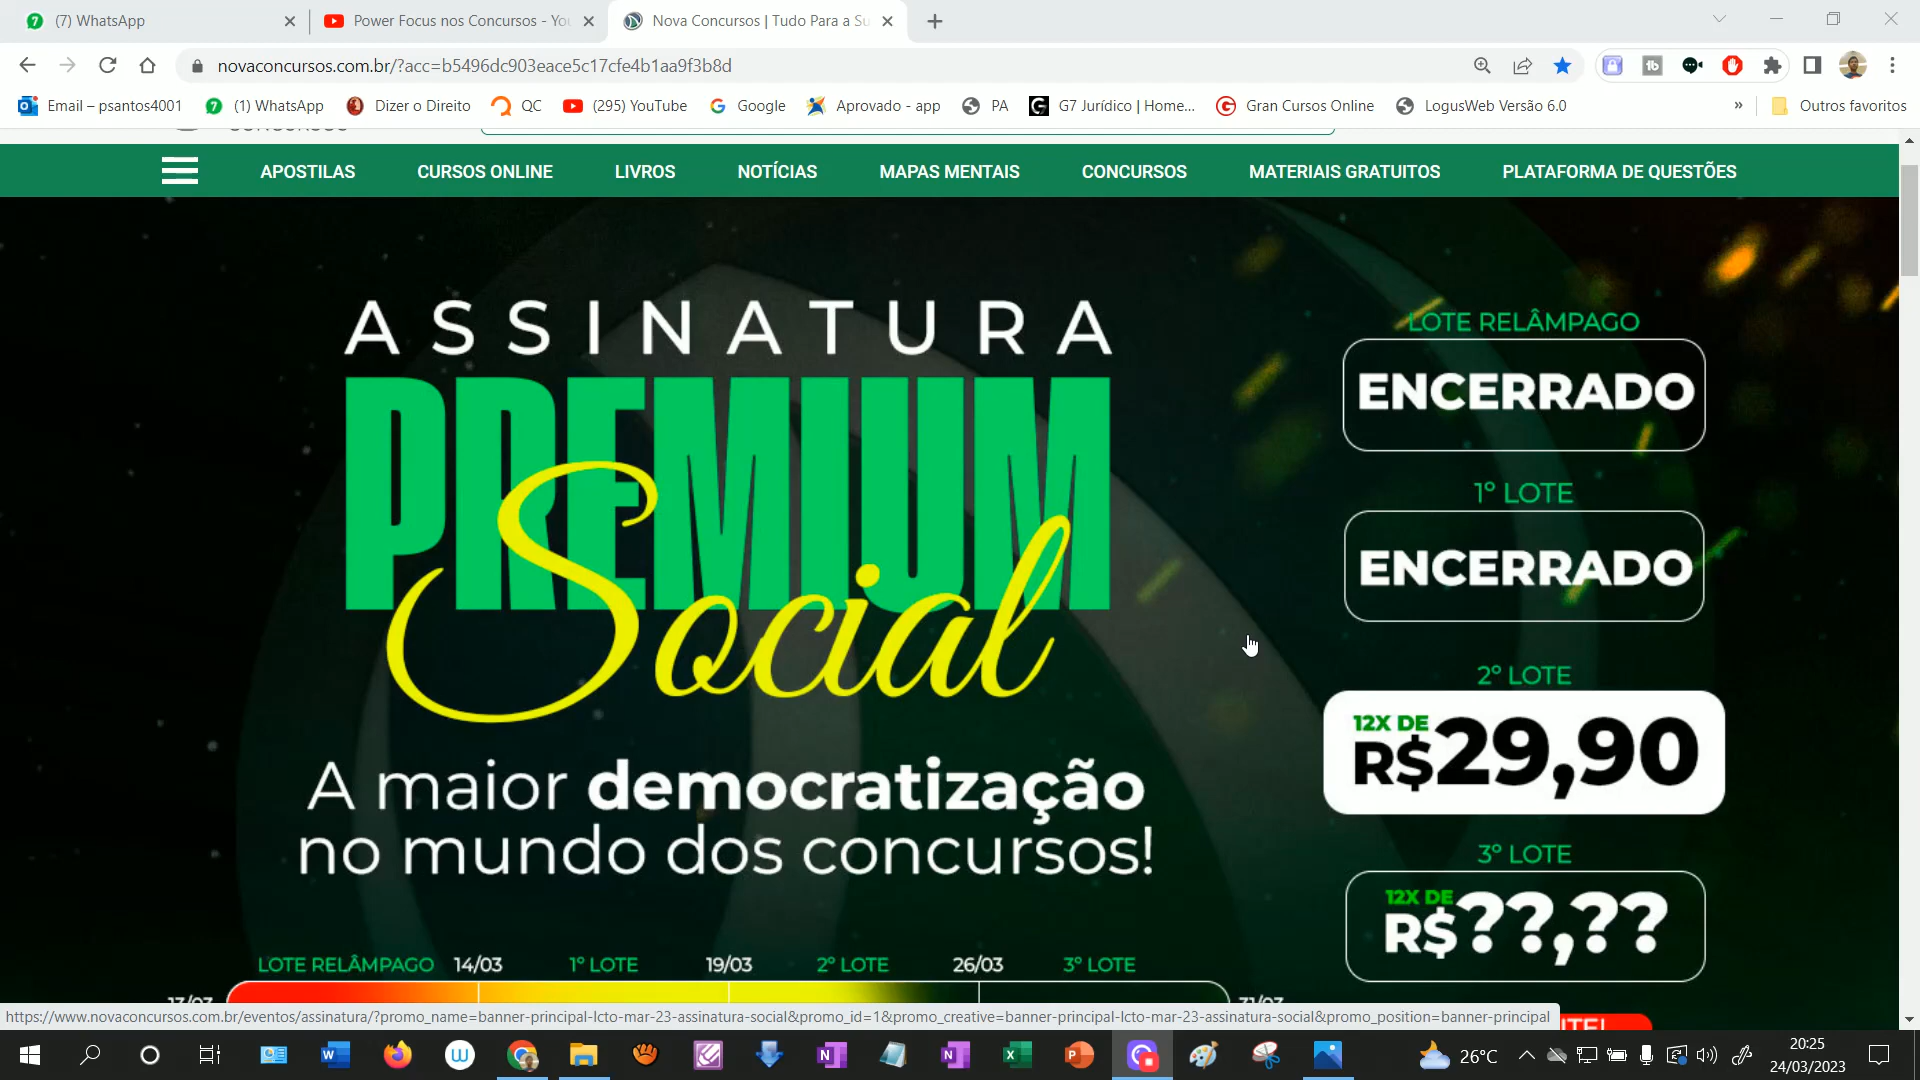 (7) WhatsApp
Power Focus nos Concursos - You
Nova Concursos | Tudo Para a Su
novaconcursos.com.br/?acc=b5496dc903eace5c17cfe4b1aa9f3b8d
Email – psantos4001
(1) WhatsApp
Dizer o Direito
QC
(295) YouTube
Google
Aprovado - app
PA
G7 Jurídico | Home...
Gran Cursos Online
LogusWeb Versão 6.0
»
Outros favoritos
APOSTILAS
CURSOS ONLINE
LIVROS
NOTÍCIAS
MAPAS MENTAIS
CONCURSOS
MATERIAIS GRATUITOS
PLATAFORMA DE QUESTÕES
ASSINATURA
PREMIUM
Social
A maior democratização
no mundo dos concursos!
LOTE RELÂMPAGO
ENCERRADO
1º LOTE
ENCERRADO
2º LOTE
12X DE
R$29,90
3º LOTE
12X DE
R$??,??
LOTE RELÂMPAGO 14/03 1º LOTE 19/03 2º LOTE 26/03 3º LOTE
https://www.novaconcursos.com.br/eventos/assinatura/?promo_name=banner-principal-lcto-mar-23-assinatura-social&promo_id=1&promo_creative=banner-principal-lcto-mar-23-assinatura-social&promo_position=banner-principal
26°C
20:25
24/03/2023